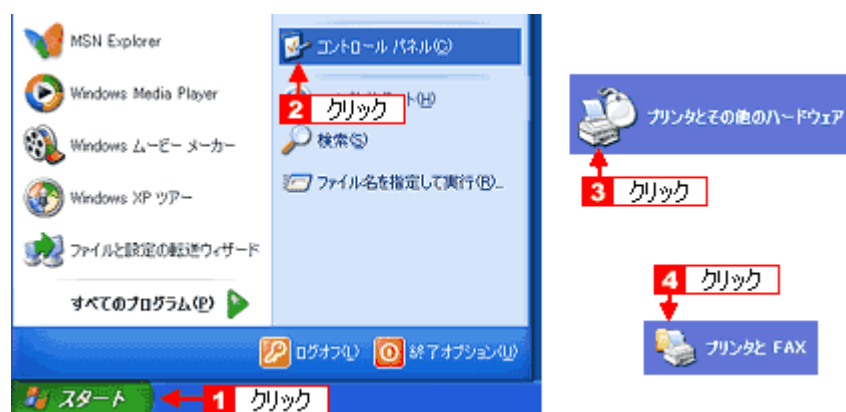 MSN Explorer
Windows Media Player
Windows ムービー メーカー
Windows XP ツアー
ファイルと設定の転送ウィザード
すべてのプログラム(P)
コントロール パネル(C)
2 クリック
(H)
検索(S)
ファイル名を指定して実行(R)...
ログオフ(L)
終了オプション(U)
スタート
1 クリック
プリンタとその他のハードウェア
3 クリック
4 クリック
プリンタと FAX